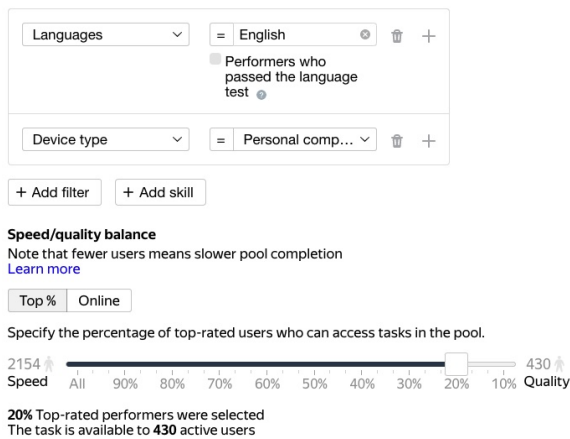 Languages
= English
Performers who
passed the language
test
Device type
= Personal comp...
+ Add filter
+ Add skill
Speed/quality balance
Note that fewer users means slower pool completion
Learn more
Top %
Online
Specify the percentage of top-rated users who can access tasks in the pool.
2154
430
Speed
All 90% 80% 70% 60% 50% 40% 30% 20% 10%
Quality
20% Top-rated performers were selected
The task is available to 430 active users